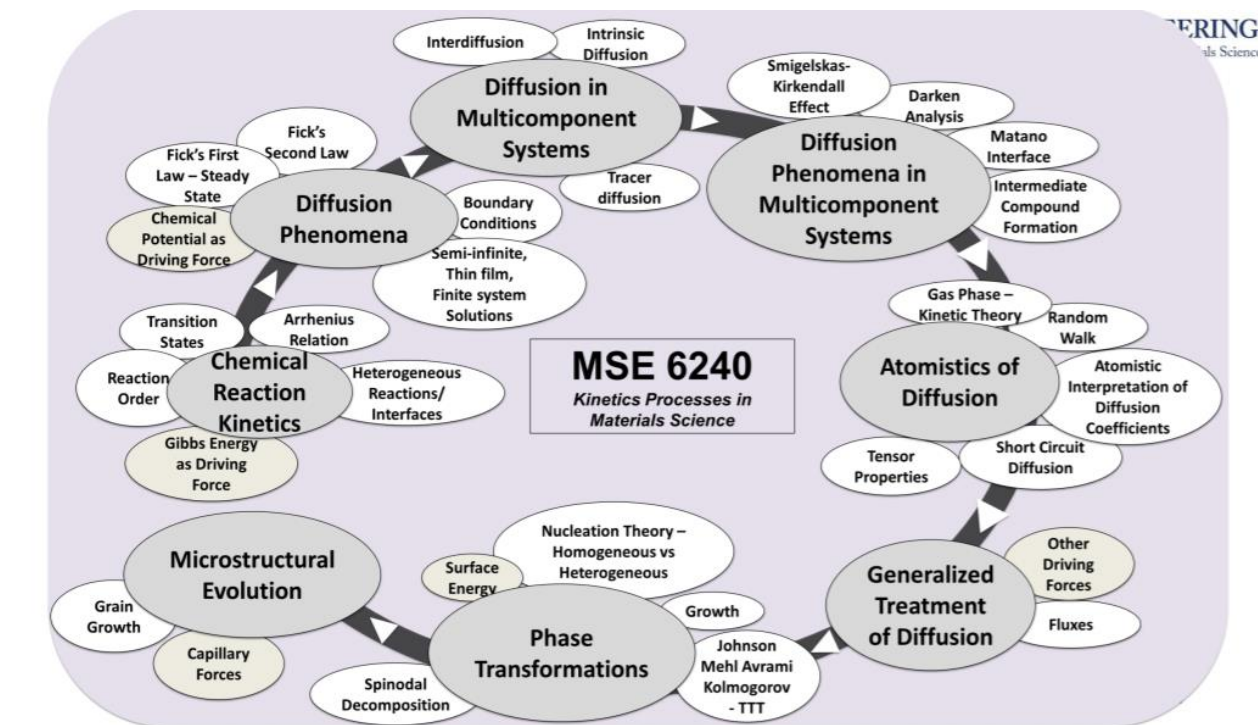 ERING
ials Science
Interdiffusion
Intrinsic
Diffusion
Diffusion in
Multicomponent
Systems
Tracer
diffusion
Smigelskas-
Kirkendall
Effect
Darken
Analysis
Matano
Interface
Intermediate
Compound
Formation
Diffusion
Phenomena in
Multicomponent
Systems
Fick's
Second Law
Fick's First
Law – Steady
State
Chemical
Potential as
Driving Force
Diffusion
Phenomena
Boundary
Conditions
Semi-infinite,
Thin film,
Finite system
Solutions
Transition
States
Arrhenius
Relation
Reaction
Order
Chemical
Reaction
Kinetics
Heterogeneous
Reactions/
Interfaces
Gibbs Energy
as Driving
Force
MSE 6240
Kinetics Processes in
Materials Science
Gas Phase –
Kinetic Theory
Random
Walk
Atomistics of
Diffusion
Atomistic
Interpretation of
Diffusion
Coefficients
Tensor
Properties
Short Circuit
Diffusion
Other
Driving
Forces
Generalized
Treatment
of Diffusion
Fluxes
Nucleation Theory –
Homogeneous vs
Heterogeneous
Surface
Energy
Growth
Phase
Transformations
Johnson
Mehl Avrami
Kolmogorov
- TTT
Spinodal
Decomposition
Microstructural
Evolution
Grain
Growth
Capillary
Forces